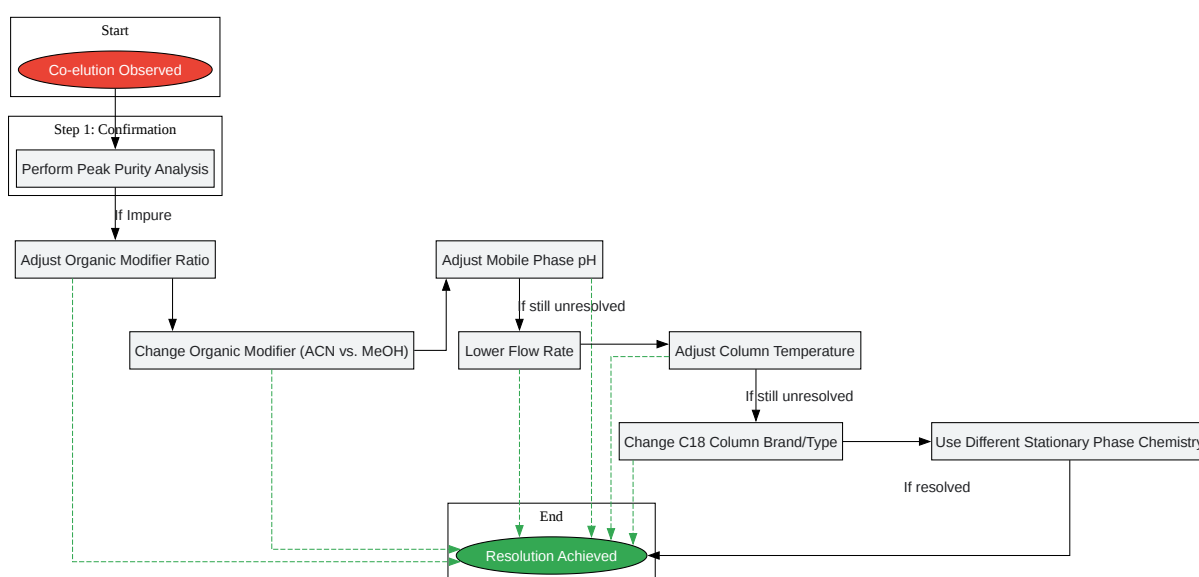 Start
Co-elution Observed
Step 1: Confirmation
Perform Peak Purity Analysis
If Impure
Adjust Organic Modifier Ratio
Adjust Mobile Phase pH
If still unresolved
Change Organic Modifier (ACN vs. MeOH)
Lower Flow Rate
Adjust Column Temperature
If still unresolved
Change C18 Column Brand/Type
Use Different Stationary Phase Chemistry
If resolved
End
Resolution Achieved